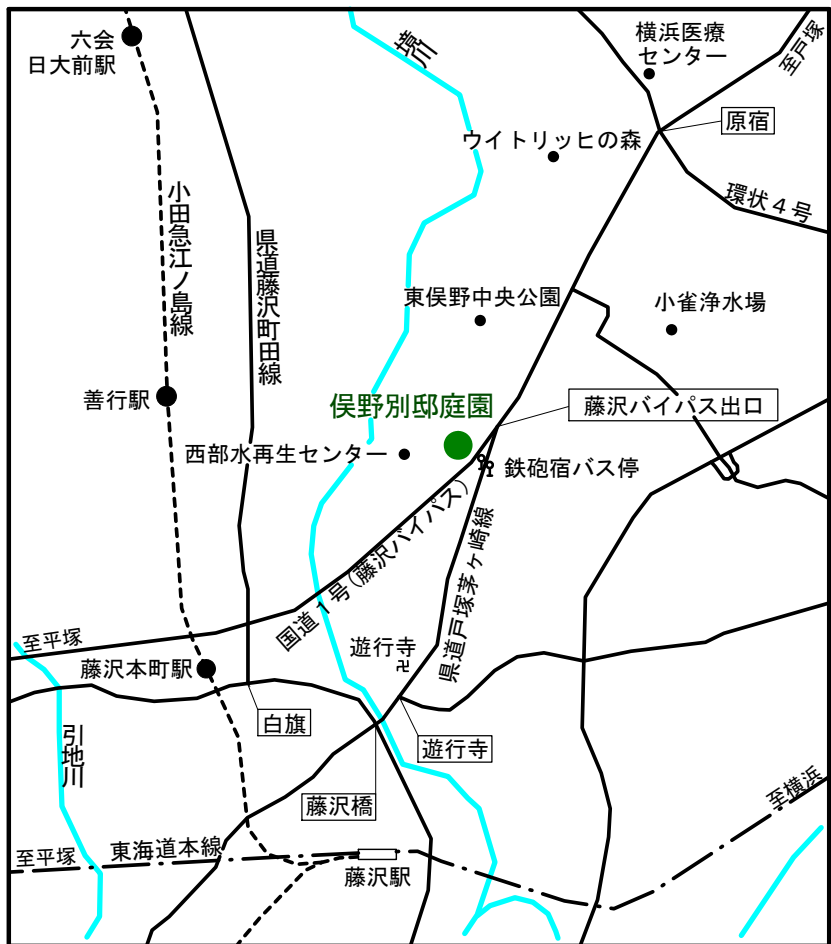 六会
日大前駅
境川
横浜医療
センター
至戸塚
原宿
ウイトリッヒの森
環状4号
小田急江ノ島線
県道藤沢町田線
東俣野中央公園
小雀浄水場
善行駅
俣野別邸庭園
藤沢バイパス出口
西部水再生センター
鉄砲宿バス停
国道1号(藤沢バイパス)
県道戸塚茅ヶ崎線
至平塚
遊行寺
卍
藤沢本町駅
白旗
遊行寺
引地川
藤沢橋
至横浜
至平塚
東海道本線
藤沢駅